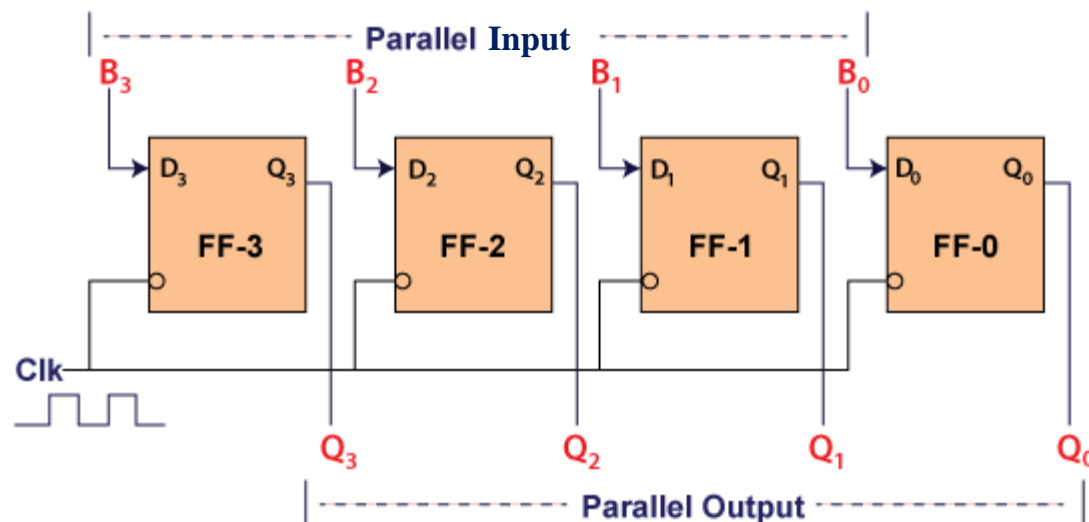 Parallel Input
B₃ B₂ B₁ B₀
D₃ Q₃ D₂ Q₂ D₁ Q₁ D₀ Q₀
FF-3 FF-2 FF-1 FF-0
Clk
Q₃ Q₂ Q₁ Q₀
Parallel Output